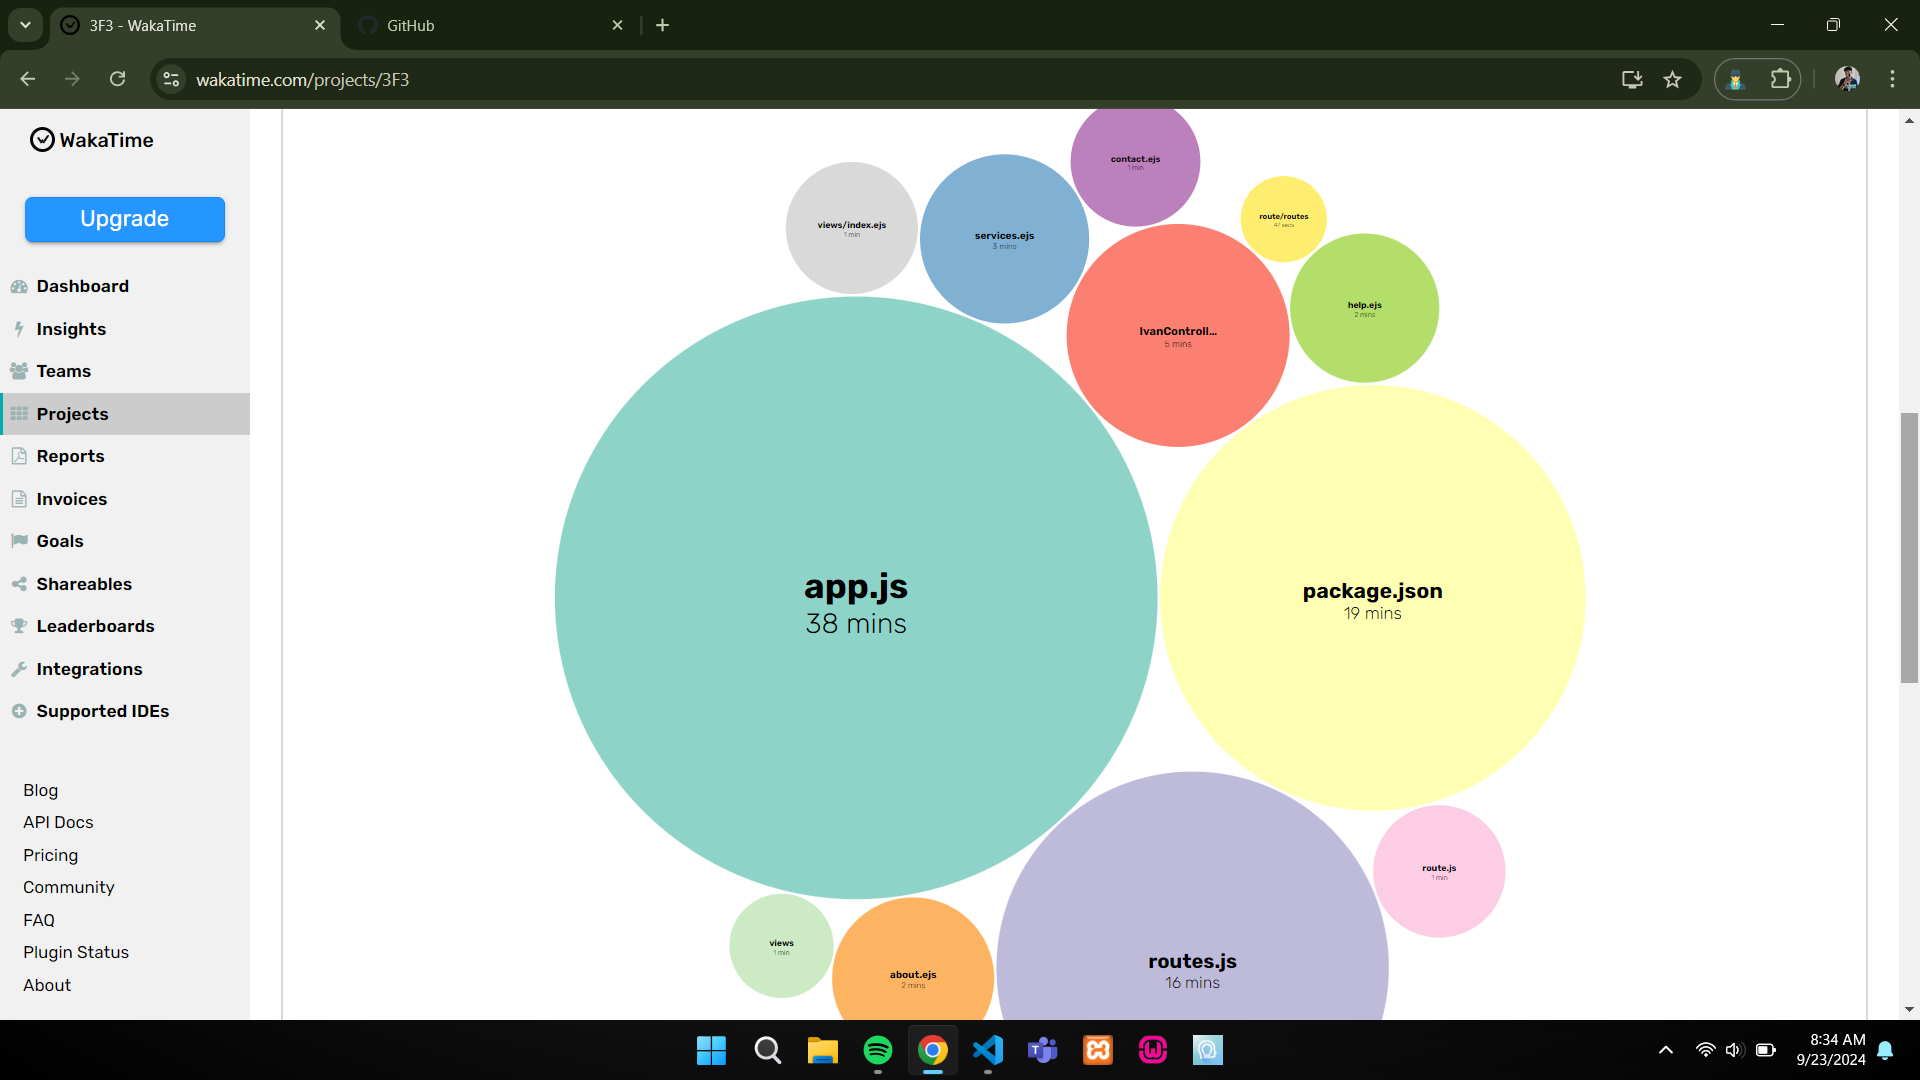 3F3 - WakaTime
GitHub
wakatime.com/projects/3F3
WakaTime
Upgrade
Dashboard
Insights
Teams
Projects
Reports
Invoices
Goals
Shareables
Leaderboards
Integrations
Supported IDEs
Blog
API Docs
Pricing
Community
FAQ
Plugin Status
About
contact.ejs
1 min
views/index.ejs
1 min
services.ejs
3 mins
route/routes
47 secs
IvanControll...
5 mins
help.ejs
2 mins
app.js
38 mins
package.json
19 mins
route.js
1 min
views
1 min
about.ejs
2 mins
routes.js
16 mins
8:34 AM
9/23/2024